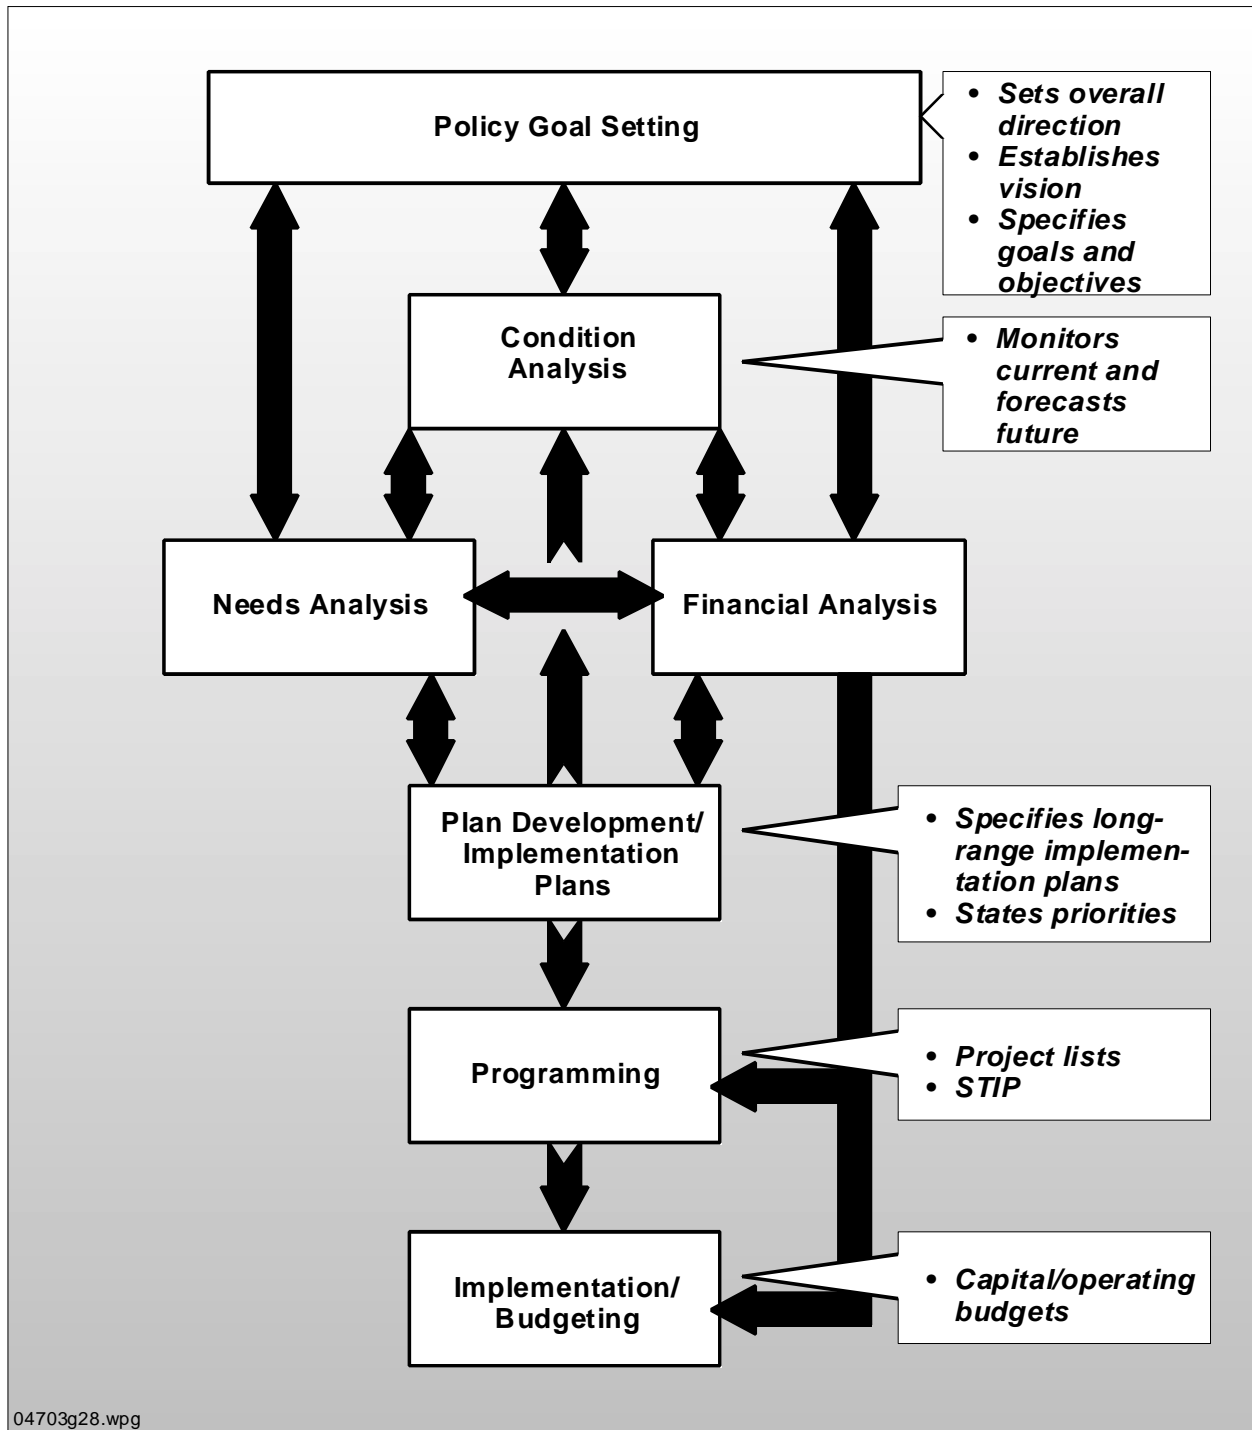 Policy Goal Setting
• Sets overall
direction
• Establishes
vision
• Specifies
goals and
objectives
Condition
Analysis
• Monitors
current and
forecasts
future
Needs Analysis
Financial Analysis
Plan Development/
Implementation
Plans
• Specifies long-
range implemen-
tation plans
• States priorities
Programming
• Project lists
• STIP
Implementation/
Budgeting
• Capital/operating
budgets
04703g28.wpg